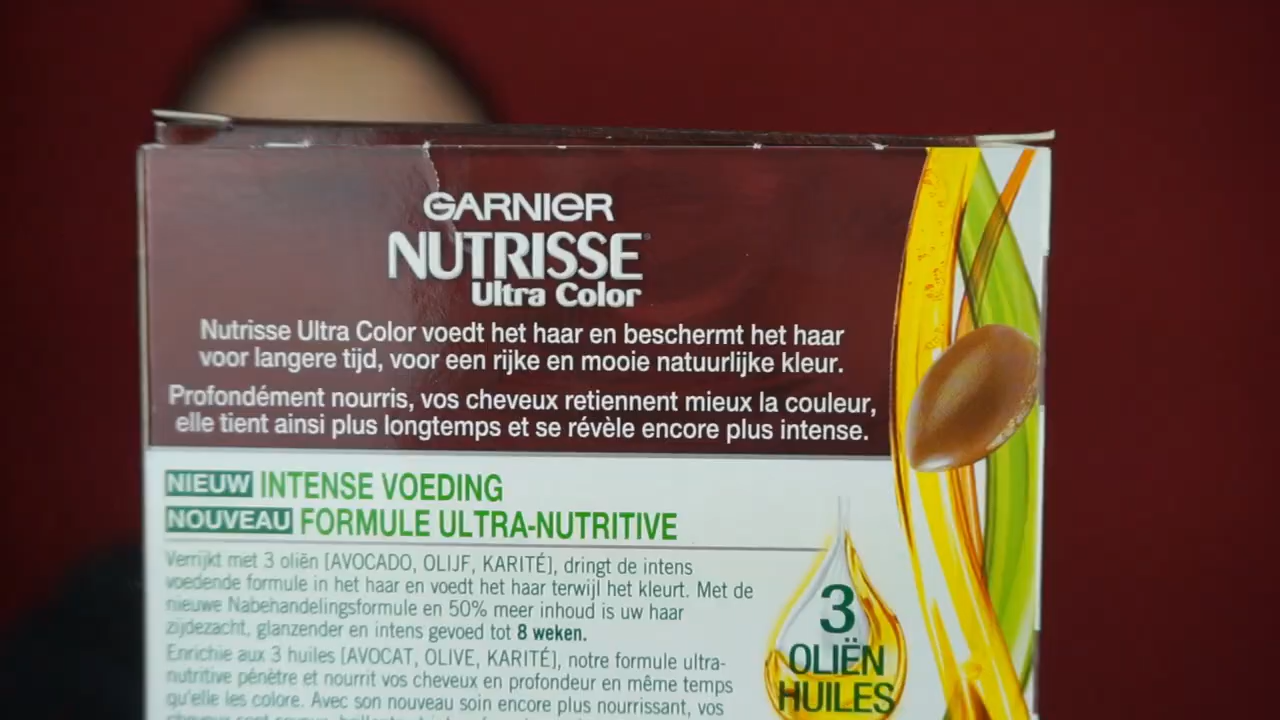 GARNIER
NUTRISSE
Ultra Color
Nutrisse Ultra Color voedt het haar en beschermt het haar
voor langere tijd, voor een rijke en mooie natuurlijke kleur.
Profondément nourris, vos cheveux retiennent mieux la couleur,
elle tient ainsi plus longtemps et se révèle encore plus intense.
NIEUW INTENSE VOEDING
NOUVEAU FORMULE ULTRA-NUTRITIVE
Verrijkt met 3 oliën [AVOCADO, OLIJF, KARITÉ], dringt de intens
voedende formule in het haar en voedt het haar terwijl het kleurt. Met de
nieuwe Nabehandelingsformule en 50% meer inhoud is uw haar
zijdezacht, glanzender en intens gevoed tot 8 weken.
Enrichie aux 3 huiles [AVOCAT, OLIVE, KARITÉ], notre formule ultra-
nutritive pénètre et nourrit vos cheveux en profondeur en même temps
qu'elle les colore. Avec son nouveau soin encore plus nourrissant, vos
3
OLIËN
HUILES